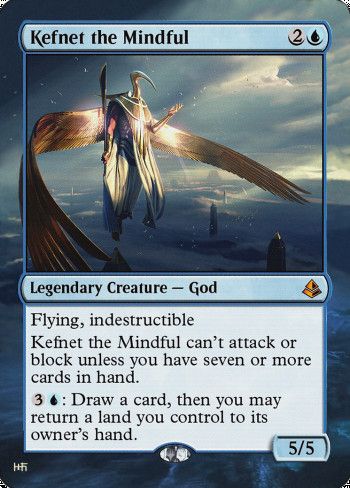 Kefnet the Mindful 2
Legendary Creature — God
Flying, indestructible
Kefnet the Mindful can't attack or
block unless you have seven or more
cards in hand.
3 : Draw a card, then you may
return a land you control to its
owner's hand.
5/5